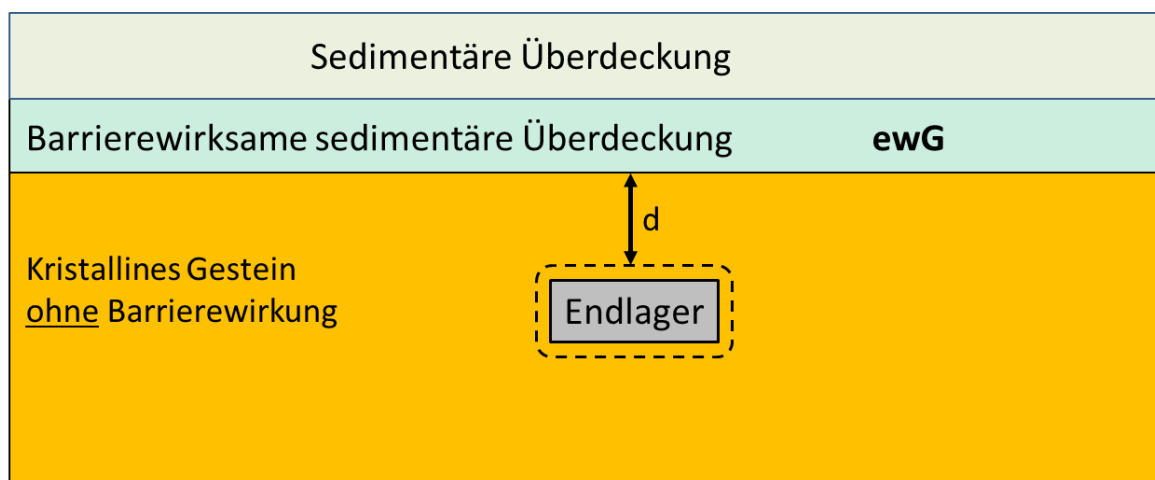 Sedimentäre Überdeckung
Barrierewirksame sedimentäre Überdeckung ewG
d
Kristallines Gestein
ohne Barrierewirkung
Endlager